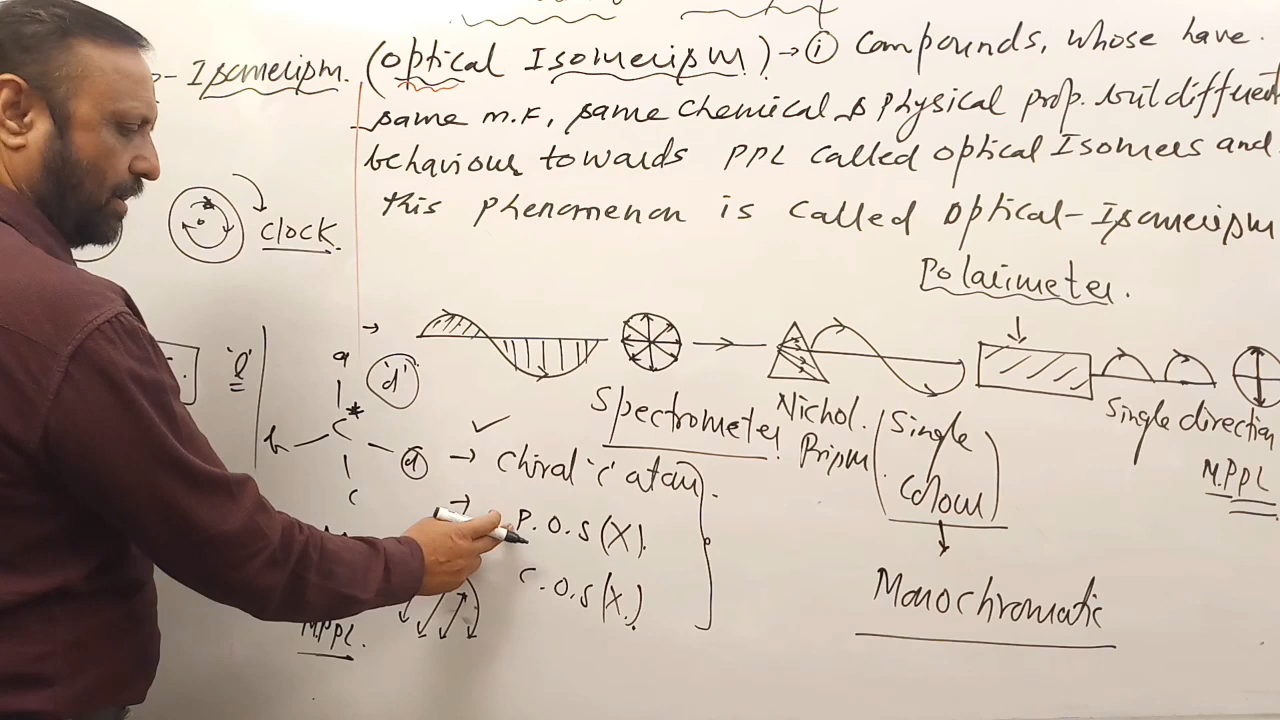 - Isomerism. (Optical Isomerism) → (i) Compounds, whose have.
same m.F, same chemical & physical prop. but different
behaviour towards PPL called optical Isomers and
this phenomenon is called optical-Isomerism
clock.
Polarimeter.
'l'
'd'
a
C*
b
d
c
Spectrometer
Nichol.
Prism
(Single
Colour)
Single direction
M.PPL
→ Chiral 'c' atom.
→ P.O.S (X).
C.O.S (X.)
Monochromatic
M.PPL.